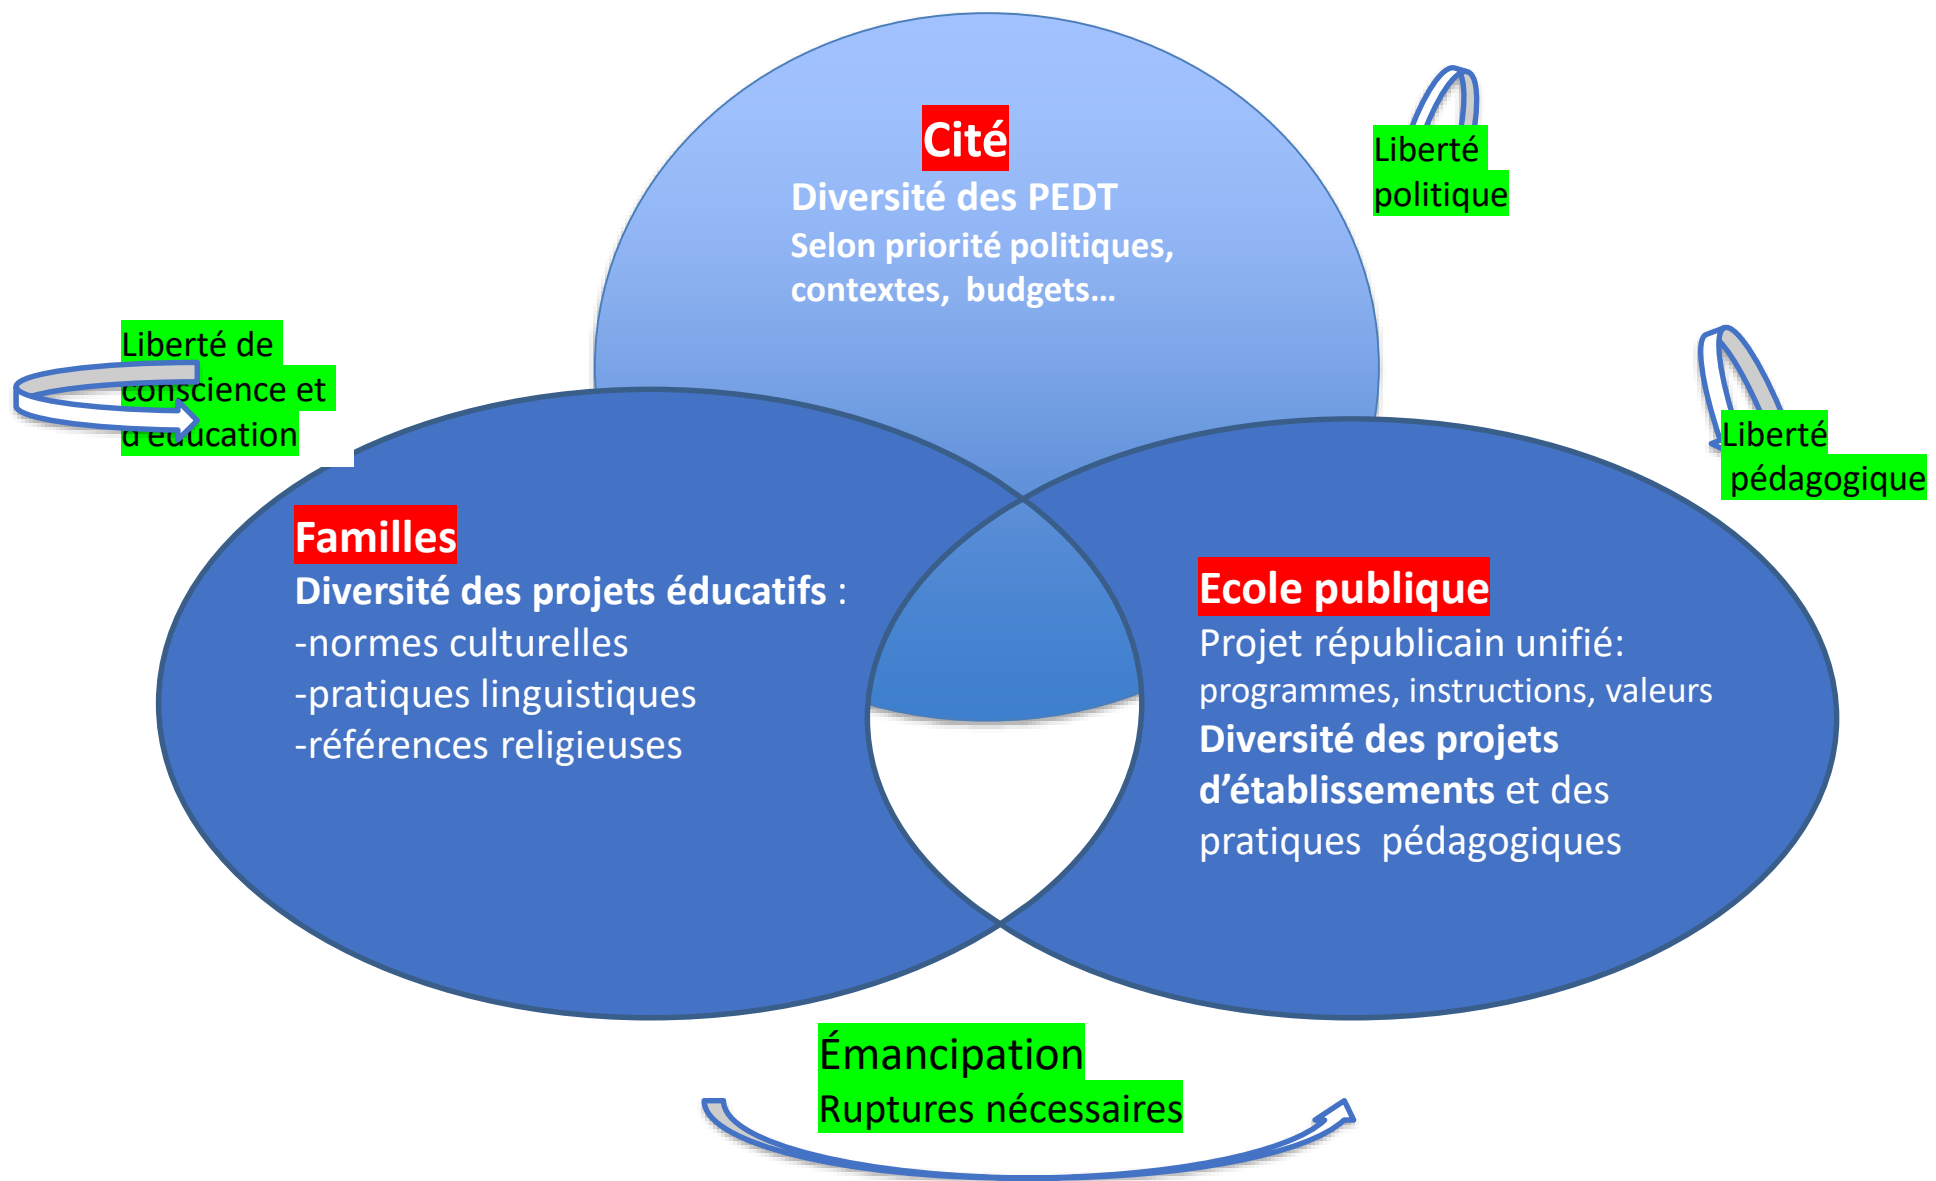 Cité
Diversité des PEDT
Selon priorité politiques,
contextes, budgets...
Liberté
politique
Liberté de
conscience et
d'éducation
Liberté
pédagogique
Familles
Diversité des projets éducatifs :
-normes culturelles
-pratiques linguistiques
-références religieuses
Ecole publique
Projet républicain unifié:
programmes, instructions, valeurs
Diversité des projets
d’établissements et des
pratiques pédagogiques
Émancipation
Ruptures nécessaires